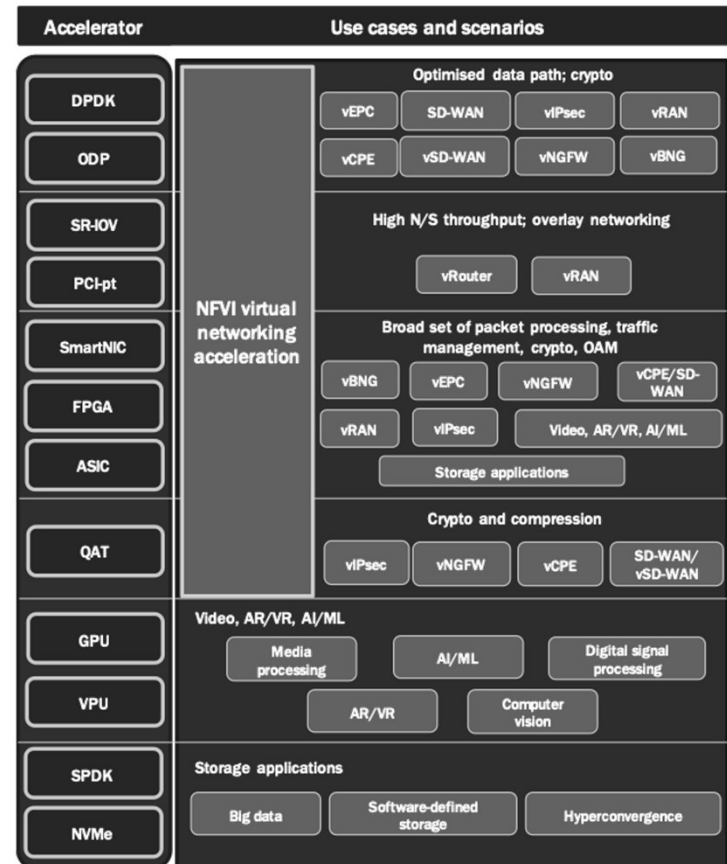 Accelerator
Use cases and scenarios
DPDK
ODP
SR-IOV
PCI-pt
SmartNIC
FPGA
ASIC
QAT
GPU
VPU
SPDK
NVMe
NFVI virtual
networking
acceleration
Optimised data path; crypto
vEPC
SD-WAN
vIPsec
vRAN
vCPE
vSD-WAN
vNGFW
vBNG
High N/S throughput; overlay networking
vRouter
vRAN
Broad set of packet processing, traffic
management, crypto, OAM
vBNG
vEPC
vNGFW
vCPE/SD-
WAN
vRAN
vIPsec
Video, AR/VR, AI/ML
Storage applications
Crypto and compression
vIPsec
vNGFW
vCPE
SD-WAN/
vSD-WAN
Video, AR/VR, AI/ML
Media
processing
AI/ML
Digital signal
processing
AR/VR
Computer
vision
Storage applications
Big data
Software-defined
storage
Hyperconvergence